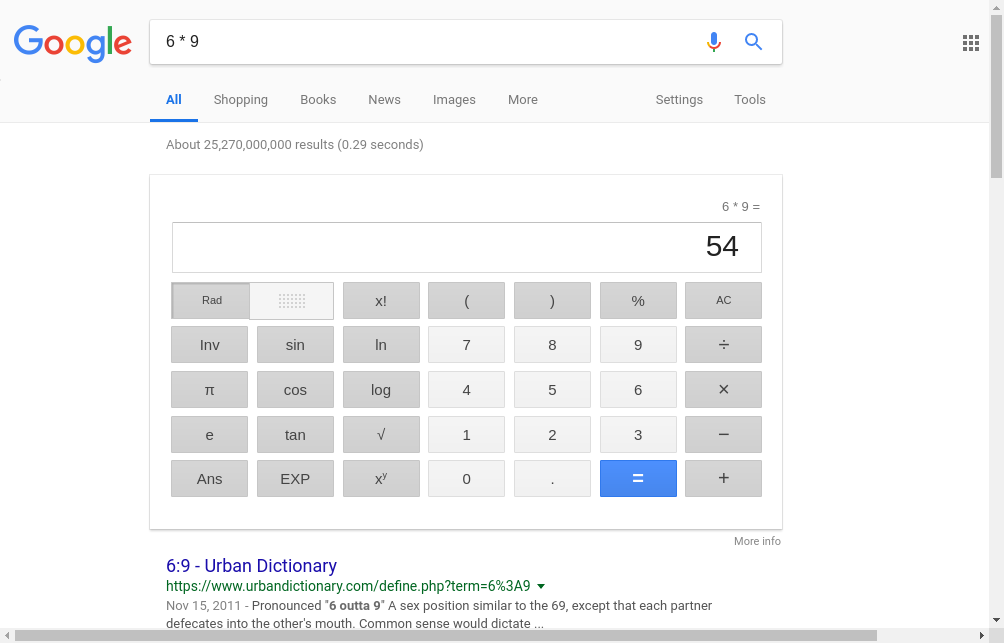 Google
6 * 9
All Shopping Books News Images More Settings Tools
About 25,270,000,000 results (0.29 seconds)
6 * 9 =
54
Rad x! ( ) % AC
Inv sin ln 7 8 9 ÷
π cos log 4 5 6 ×
e tan √ 1 2 3 −
Ans EXP xʸ 0 . = +
More info
6:9 - Urban Dictionary
https://www.urbandictionary.com/define.php?term=6%3A9
Nov 15, 2011 - Pronounced "6 outta 9" A sex position similar to the 69, except that each partner
defecates into the other's mouth. Common sense would dictate ...